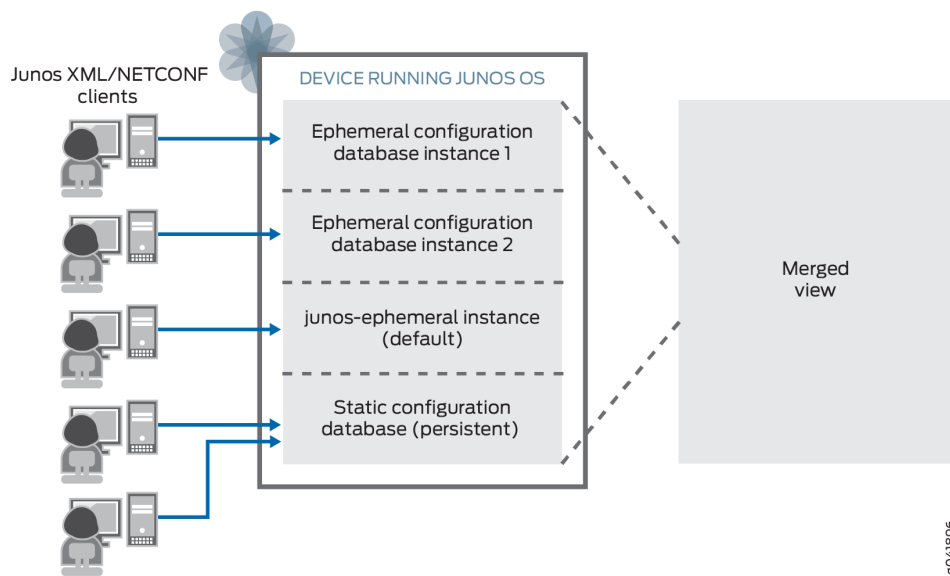 Junos XML/NETCONF
clients
DEVICE RUNNING JUNOS OS
Ephemeral configuration
database instance 1
Ephemeral configuration
database instance 2
junos-ephemeral instance
(default)
Static configuration
database (persistent)
Merged
view